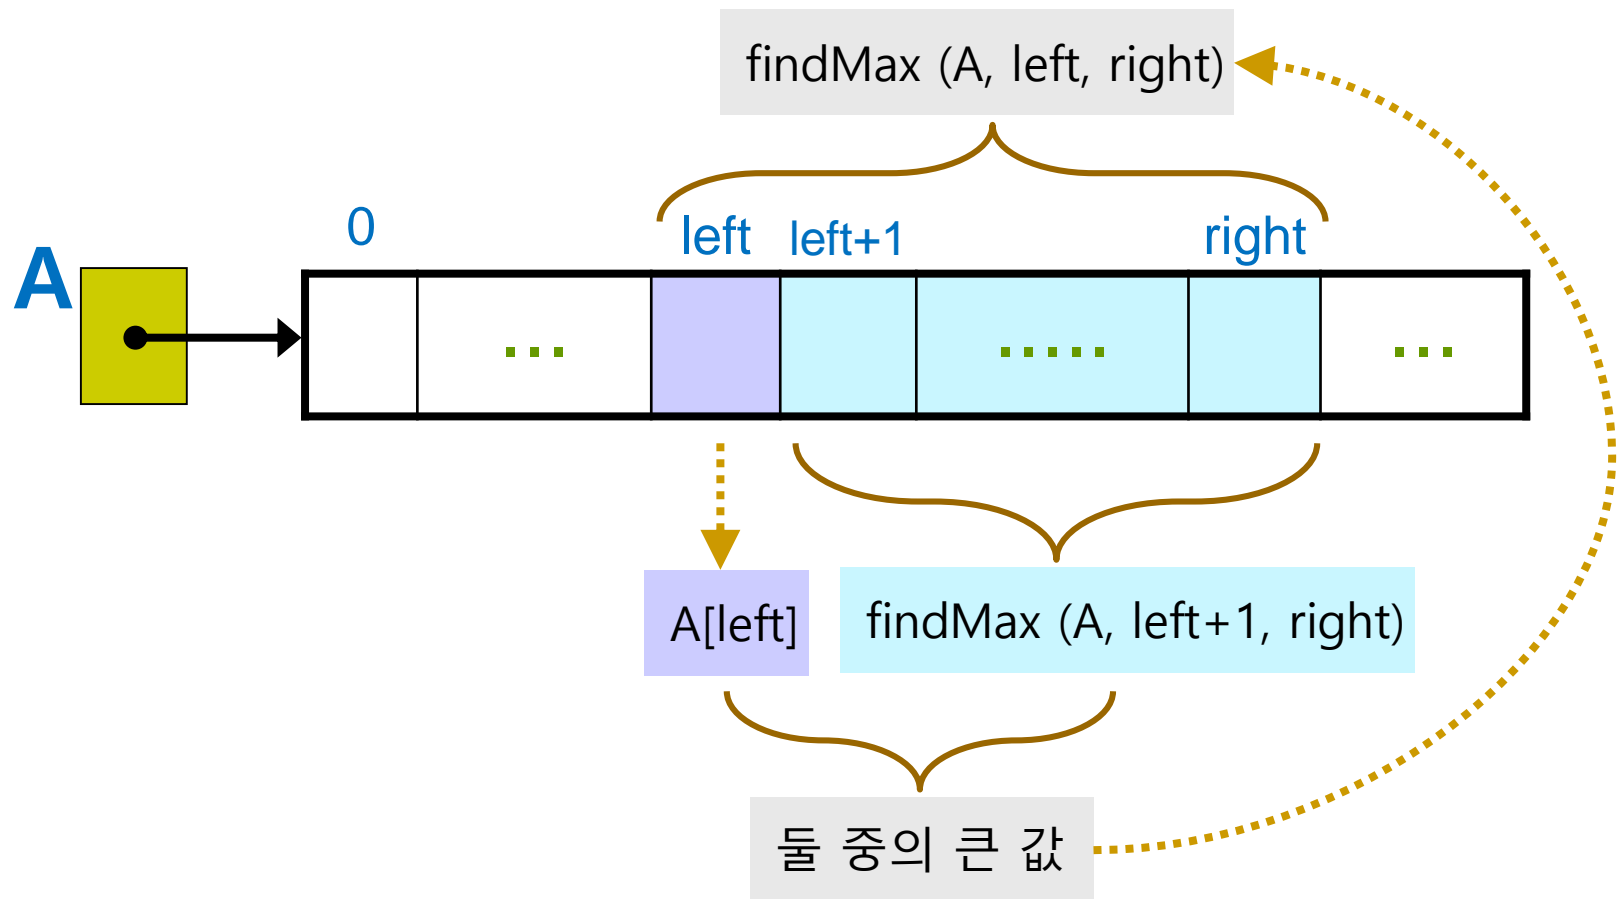 findMax (A, left, right)
0
left
left+1
right
A
...
.....
...
A[left]
findMax (A, left+1, right)
둘 중의 큰 값